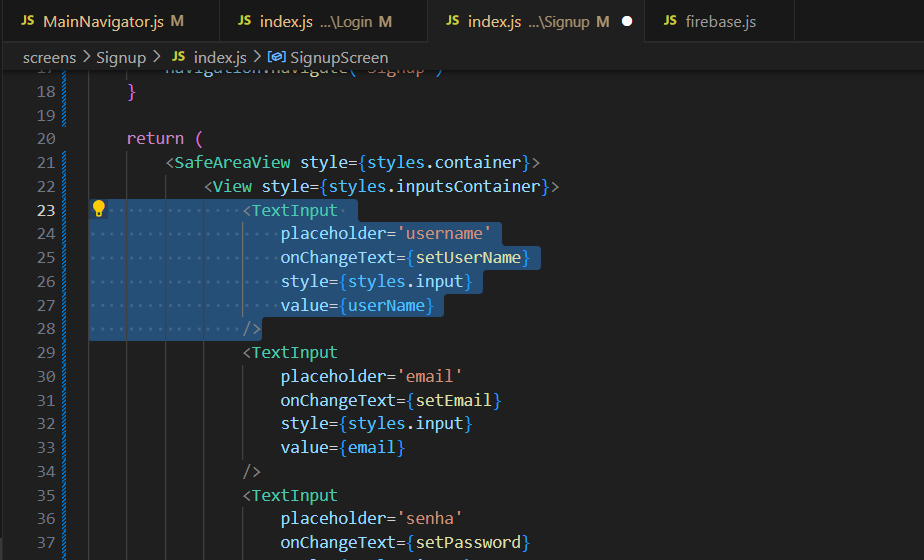 JS MainNavigator.js M JS index.js ...\Login M JS index.js ...\Signup M JS firebase.js
screens > Signup > JS index.js > SignupScreen
17 navigation.navigate('Signup')
18 }
19
20 return (
21 <SafeAreaView style={styles.container}>
22 <View style={styles.inputsContainer}>
23 <TextInput
24 placeholder='username'
25 onChangeText={setUserName}
26 style={styles.input}
27 value={userName}
28 />
29 <TextInput
30 placeholder='email'
31 onChangeText={setEmail}
32 style={styles.input}
33 value={email}
34 />
35 <TextInput
36 placeholder='senha'
37 onChangeText={setPassword}